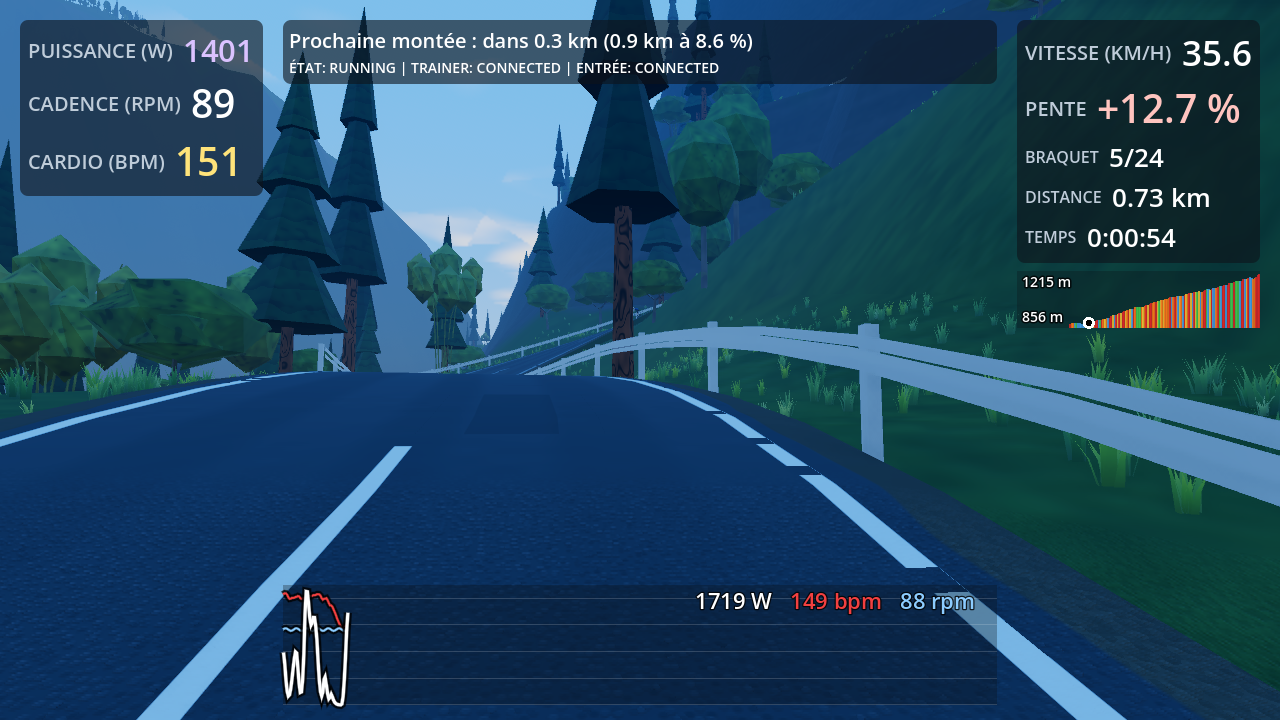 PUISSANCE (W) 1401
CADENCE (RPM) 89
CARDIO (BPM) 151
Prochaine montée : dans 0.3 km (0.9 km à 8.6 %)
ÉTAT: RUNNING | TRAINER: CONNECTED | ENTRÉE: CONNECTED
VITESSE (KM/H) 35.6
PENTE +12.7 %
BRAQUET 5/24
DISTANCE 0.73 km
TEMPS 0:00:54
1215 m
856 m
1719 W 149 bpm 88 rpm